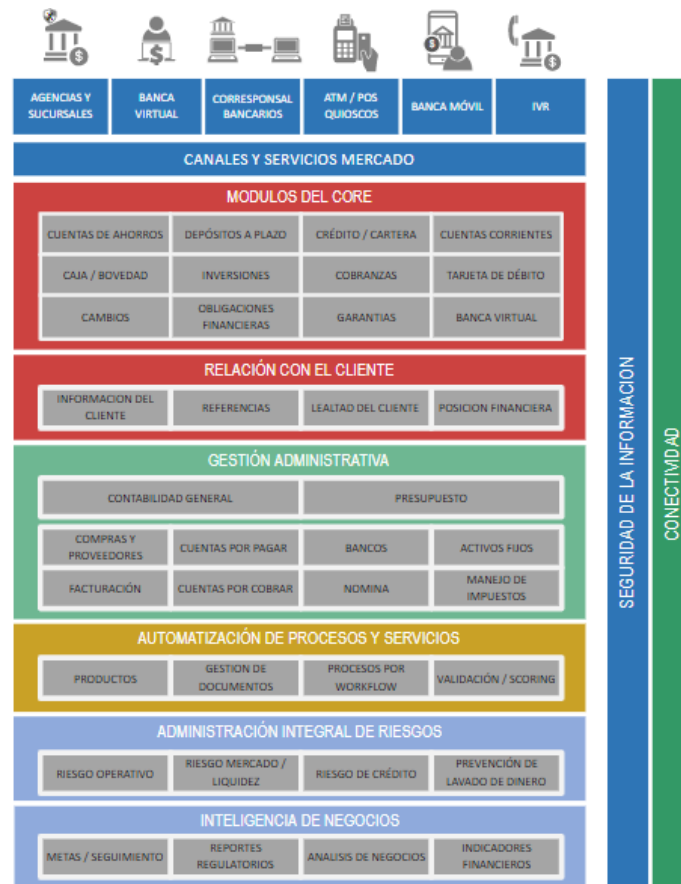 AGENCIAS Y
SUCURSALES
BANCA
VIRTUAL
CORRESPONSAL
BANCARIOS
ATM / POS
QUIOSCOS
BANCA MÓVIL
IVR
CANALES Y SERVICIOS MERCADO
MODULOS DEL CORE
CUENTAS DE AHORROS
DEPÓSITOS A PLAZO
CRÉDITO / CARTERA
CUENTAS CORRIENTES
CAJA / BOVEDAD
INVERSIONES
COBRANZAS
TARJETA DE DÉBITO
CAMBIOS
OBLIGACIONES
FINANCIERAS
GARANTIAS
BANCA VIRTUAL
RELACIÓN CON EL CLIENTE
INFORMACION DEL
CLIENTE
REFERENCIAS
LEALTAD DEL CLIENTE
POSICION FINANCIERA
GESTIÓN ADMINISTRATIVA
CONTABILIDAD GENERAL
PRESUPUESTO
COMPRAS Y
PROVEEDORES
CUENTAS POR PAGAR
BANCOS
ACTIVOS FIJOS
FACTURACIÓN
CUENTAS POR COBRAR
NOMINA
MANEJO DE
IMPUESTOS
AUTOMATIZACIÓN DE PROCESOS Y SERVICIOS
PRODUCTOS
GESTION DE
DOCUMENTOS
PROCESOS POR
WORKFLOW
VALIDACIÓN / SCORING
ADMINISTRACIÓN INTEGRAL DE RIESGOS
RIESGO OPERATIVO
RIESGO MERCADO /
LIQUIDEZ
RIESGO DE CRÉDITO
PREVENCIÓN DE
LAVADO DE DINERO
INTELIGENCIA DE NEGOCIOS
METAS / SEGUIMIENTO
REPORTES
REGULATORIOS
ANALISIS DE NEGOCIOS
INDICADORES
FINANCIEROS
SEGURIDAD DE LA INFORMACION
CONECTIVIDAD